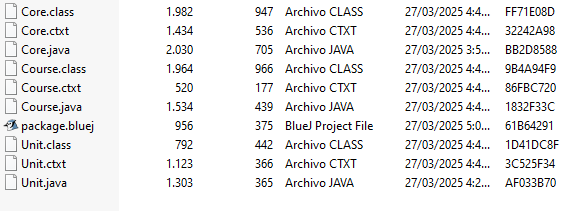 Core.class 1.982 947 Archivo CLASS 27/03/2025 4:4... FF71E08D
Core.ctxt 1.434 536 Archivo CTXT 27/03/2025 4:4... 32242A98
Core.java 2.030 705 Archivo JAVA 27/03/2025 3:5... BB2D8588
Course.class 1.964 966 Archivo CLASS 27/03/2025 4:4... 9B4A94F9
Course.ctxt 520 177 Archivo CTXT 27/03/2025 4:4... 86FBC720
Course.java 1.534 439 Archivo JAVA 27/03/2025 4:4... 1832F33C
package.bluej 956 375 BlueJ Project File 27/03/2025 5:0... 61B64291
Unit.class 792 442 Archivo CLASS 27/03/2025 4:4... 1D41DC8F
Unit.ctxt 1.123 366 Archivo CTXT 27/03/2025 4:4... 3C525F34
Unit.java 1.303 365 Archivo JAVA 27/03/2025 4:2... AF033B70